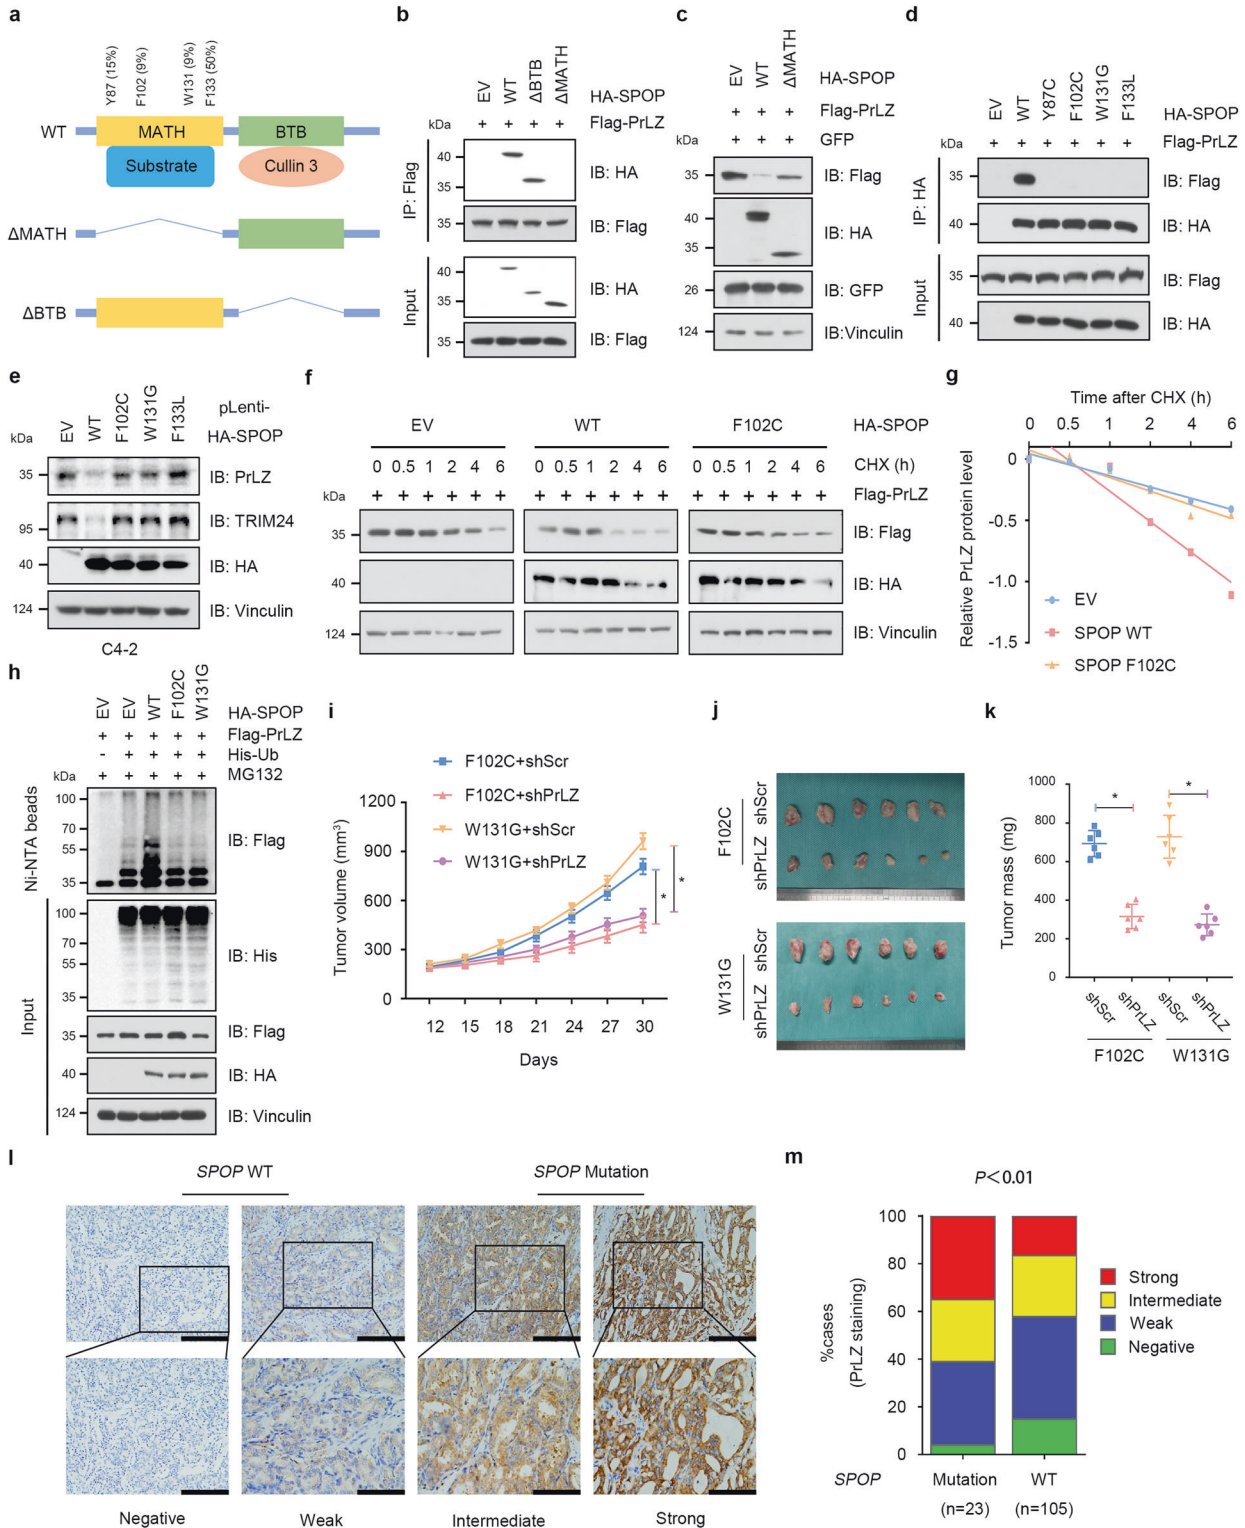 a
Y87 (15%)
F102 (9%)
W131 (9%)
F133 (50%)
WT
MATH
BTB
Substrate
Cullin 3
ΔMATH
ΔBTB
b
EV
WT
ΔBTB
ΔMATH
HA-SPOP
kDa
+ + + +
Flag-PrLZ
IP: Flag
40
35
IB: HA
35
IB: Flag
Input
40
35
IB: HA
35
IB: Flag
c
EV
WT
ΔMATH
HA-SPOP
+ + +
Flag-PrLZ
kDa
+ + +
GFP
35
IB: Flag
40
35
IB: HA
26
IB: GFP
124
IB:Vinculin
d
EV
WT
Y87C
F102C
W131G
F133L
HA-SPOP
kDa
+ + + + + +
Flag-PrLZ
IP: HA
35
IB: Flag
40
IB: HA
Input
35
IB: Flag
40
IB: HA
e
EV
WT
F102C
W131G
F133L
pLenti-
HA-SPOP
kDa
35
IB: PrLZ
95
IB: TRIM24
40
IB: HA
124
IB: Vinculin
C4-2
f
EV
WT
F102C
HA-SPOP
0 0.5 1 2 4 6
0 0.5 1 2 4 6
0 0.5 1 2 4 6
CHX (h)
kDa
+ + + + + +
+ + + + + +
+ + + + + +
Flag-PrLZ
35
IB: Flag
40
IB: HA
124
IB: Vinculin
g
Time after CHX (h)
0 0.5 1 2 4 6
Relative PrLZ protein level
0
-0.5
-1.0
-1.5
EV
SPOP WT
SPOP F102C
h
EV
EV
WT
F102C
W131G
HA-SPOP
+ + + + +
Flag-PrLZ
- + + + +
His-Ub
kDa
+ + + + +
MG132
Ni-NTA beads
100
70
55
35
IB: Flag
Input
100
70
55
35
IB: His
35
IB: Flag
40
IB: HA
124
IB: Vinculin
i
F102C+shScr
F102C+shPrLZ
W131G+shScr
W131G+shPrLZ
Tumor volume (mm³)
1200
900
600
300
0
*
*
12 15 18 21 24 27 30
Days
j
F102C
shScr
shPrLZ
W131G
shScr
shPrLZ
k
Tumor mass (mg)
1000
800
600
400
200
0
*
*
shScr
shPrLZ
shScr
shPrLZ
F102C
W131G
l
SPOP WT
SPOP Mutation
Negative
Weak
Intermediate
Strong
m
P<0.01
%cases
(PrLZ staining)
100
80
60
40
20
0
Strong
Intermediate
Weak
Negative
SPOP
Mutation
WT
(n=23)
(n=105)